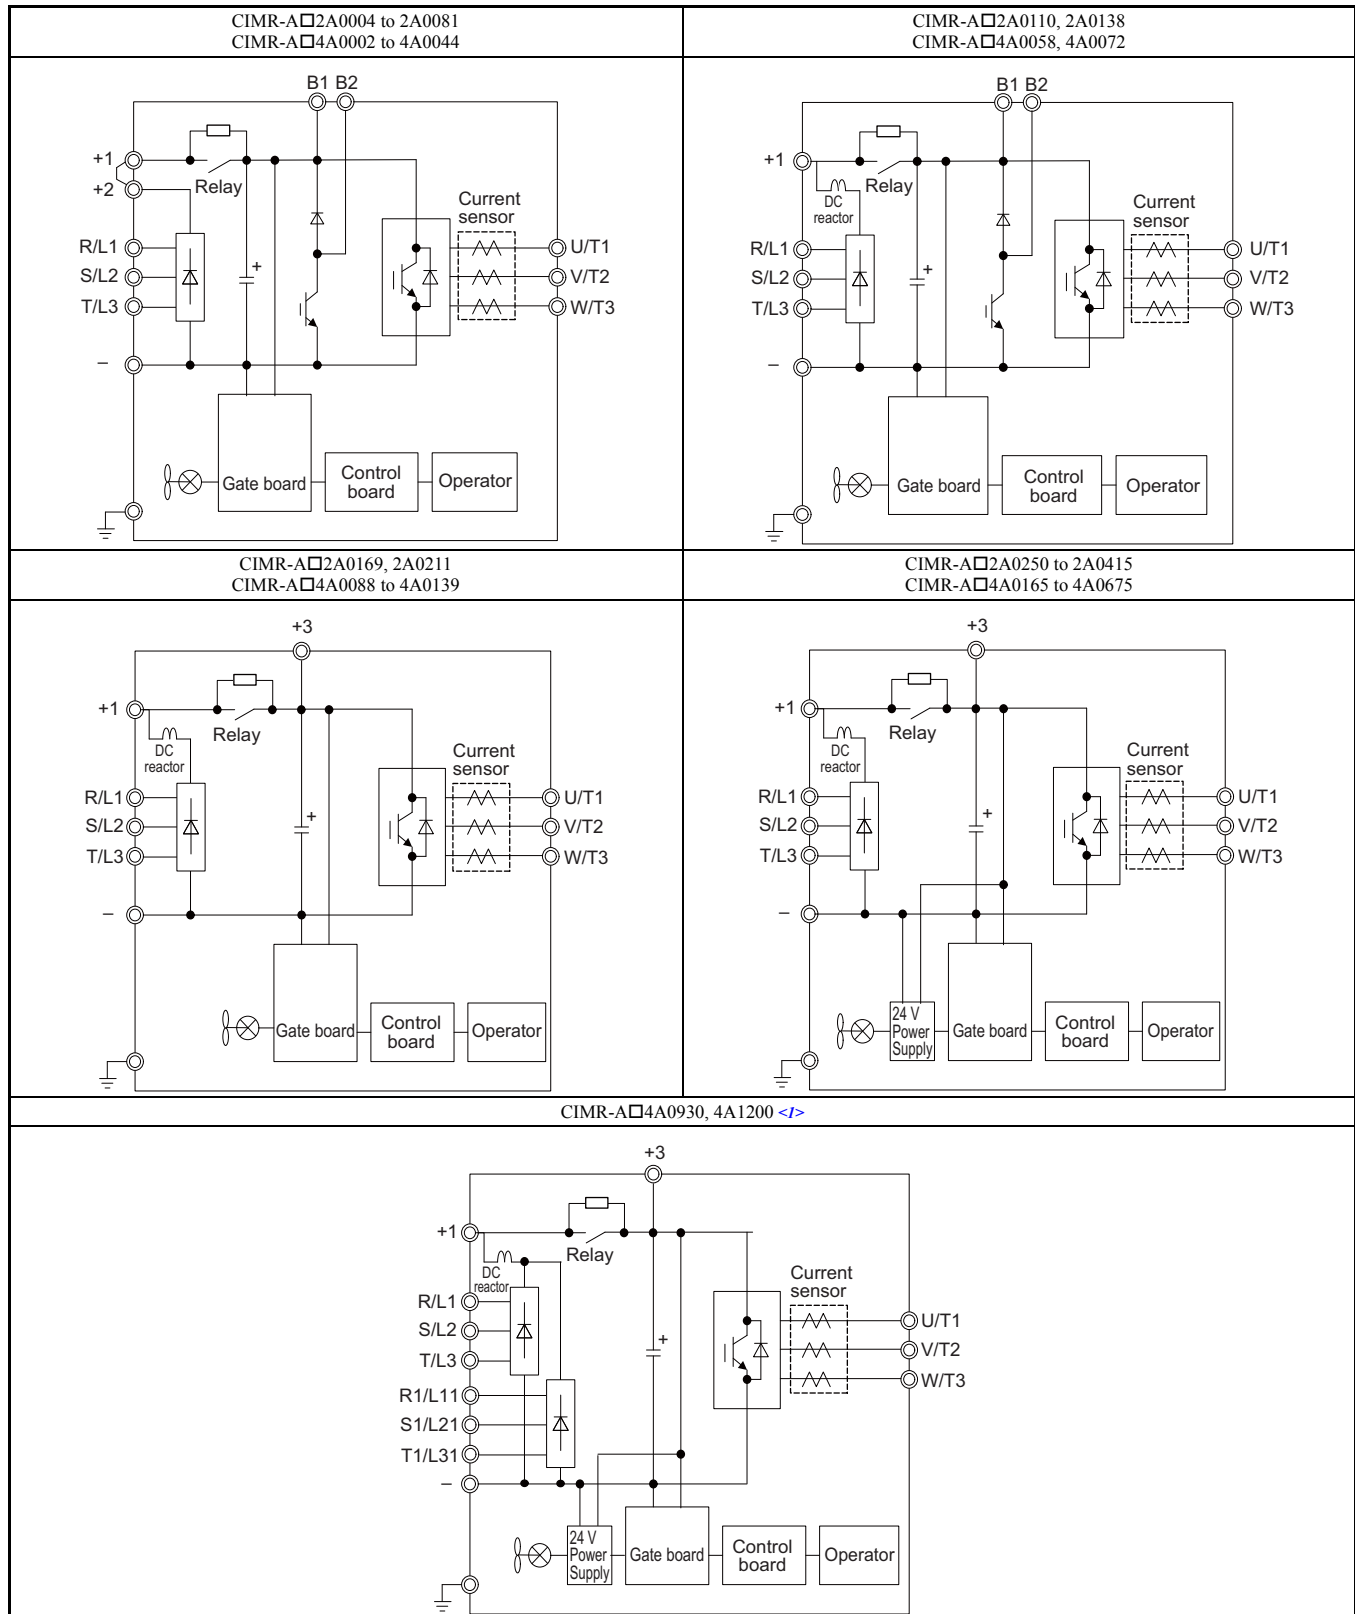 CIMR-A□2A0004 to 2A0081
CIMR-A□4A0002 to 4A0044
CIMR-A□2A0110, 2A0138
CIMR-A□4A0058, 4A0072
B1 B2
+1
Relay
+2
Current
sensor
R/L1
U/T1
S/L2
V/T2
T/L3
W/T3
+
–
Gate board
Control
board
Operator
B1 B2
+1
Relay
DC
reactor
Current
sensor
R/L1
U/T1
S/L2
V/T2
T/L3
W/T3
+
–
Gate board
Control
board
Operator
CIMR-A□2A0169, 2A0211
CIMR-A□4A0088 to 4A0139
CIMR-A□2A0250 to 2A0415
CIMR-A□4A0165 to 4A0675
+3
+1
Relay
DC
reactor
Current
sensor
R/L1
U/T1
S/L2
V/T2
T/L3
W/T3
+
–
Gate board
Control
board
Operator
+3
+1
Relay
DC
reactor
Current
sensor
R/L1
U/T1
S/L2
V/T2
T/L3
W/T3
+
–
24 V
Power
Supply
Gate board
Control
board
Operator
CIMR-A□4A0930, 4A1200 <1>
+3
+1
Relay
DC
reactor
Current
sensor
R/L1
U/T1
S/L2
V/T2
T/L3
W/T3
+
R1/L11
S1/L21
T1/L31
–
24 V
Power
Supply
Gate board
Control
board
Operator